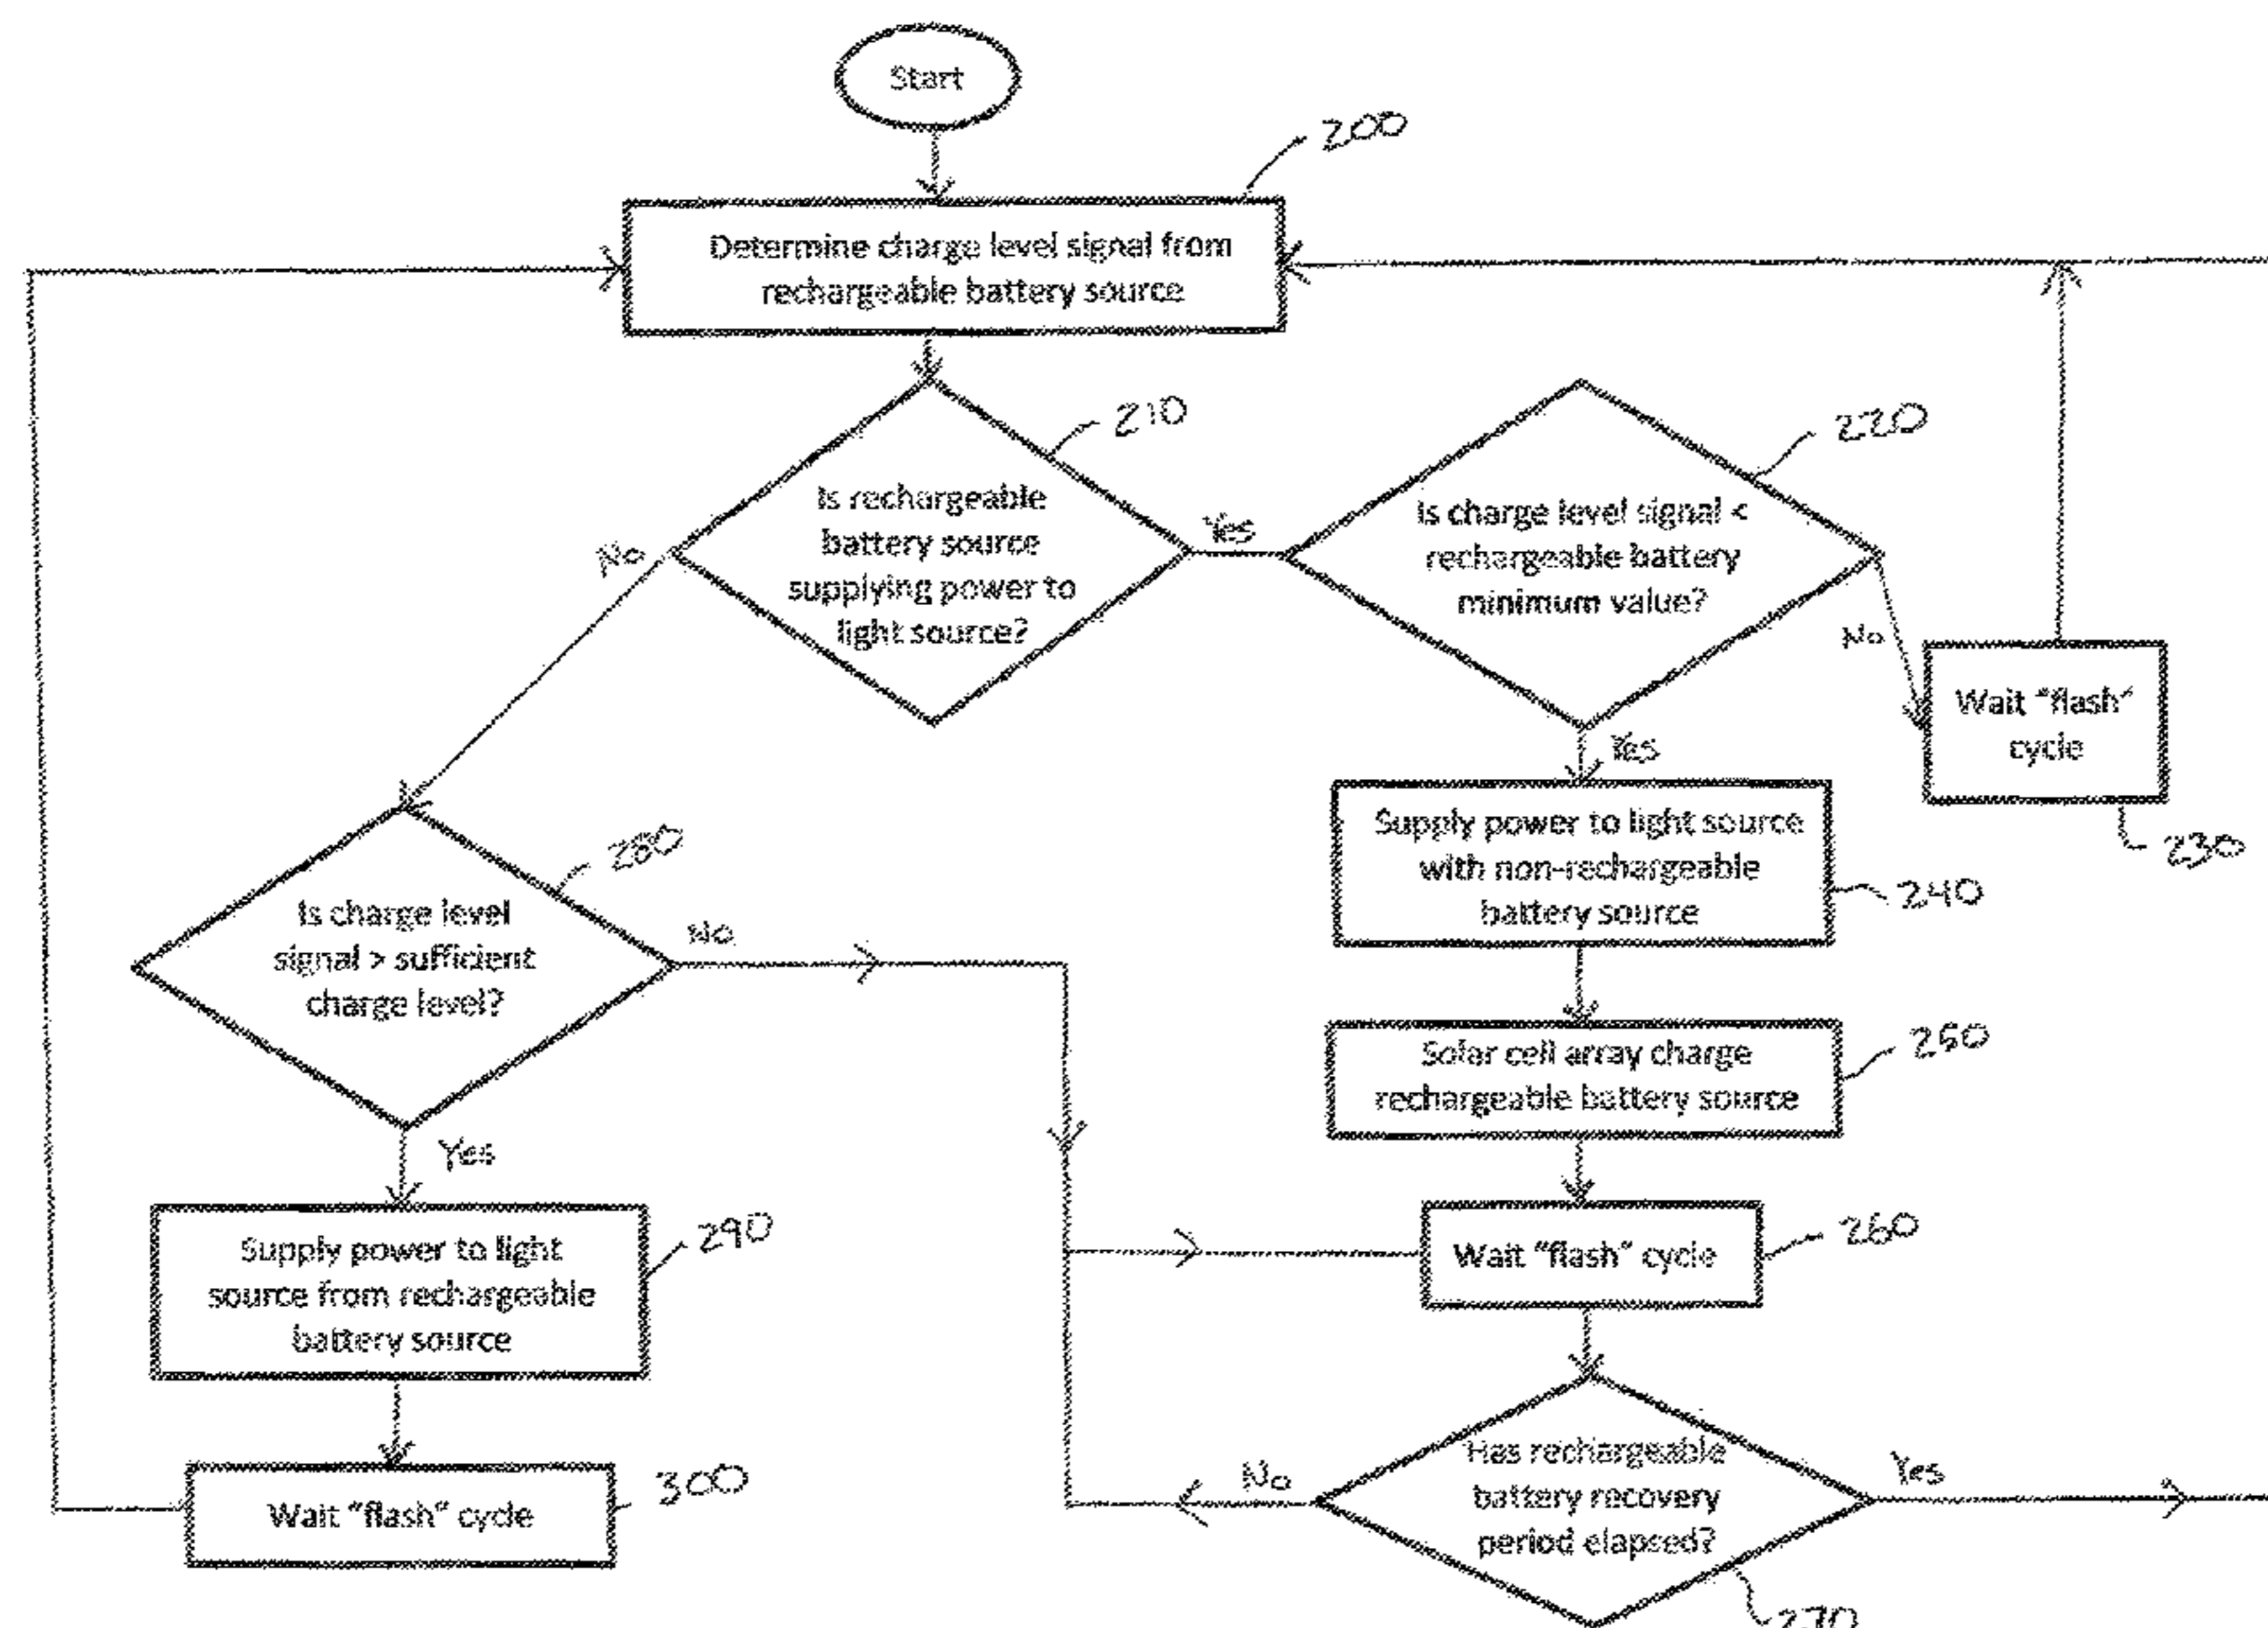 Start
200
Determine charge level signal from
rechargeable battery source
210
Is rechargeable
battery source
supplying power to
light source?
Yes
No
220
Is charge level signal <
rechargeable battery
minimum value?
No
Yes
Wait "flash"
cycle
230
Supply power to light source
with non-rechargeable
battery source
240
280
Is charge level
signal > sufficient
charge level?
No
Yes
Solar cell array charge
rechargeable battery source
250
Supply power to light
source from rechargeable
battery source
290
Wait "flash" cycle
260
Wait "flash" cycle
300
Has rechargeable
battery recovery
period elapsed?
No
Yes
270